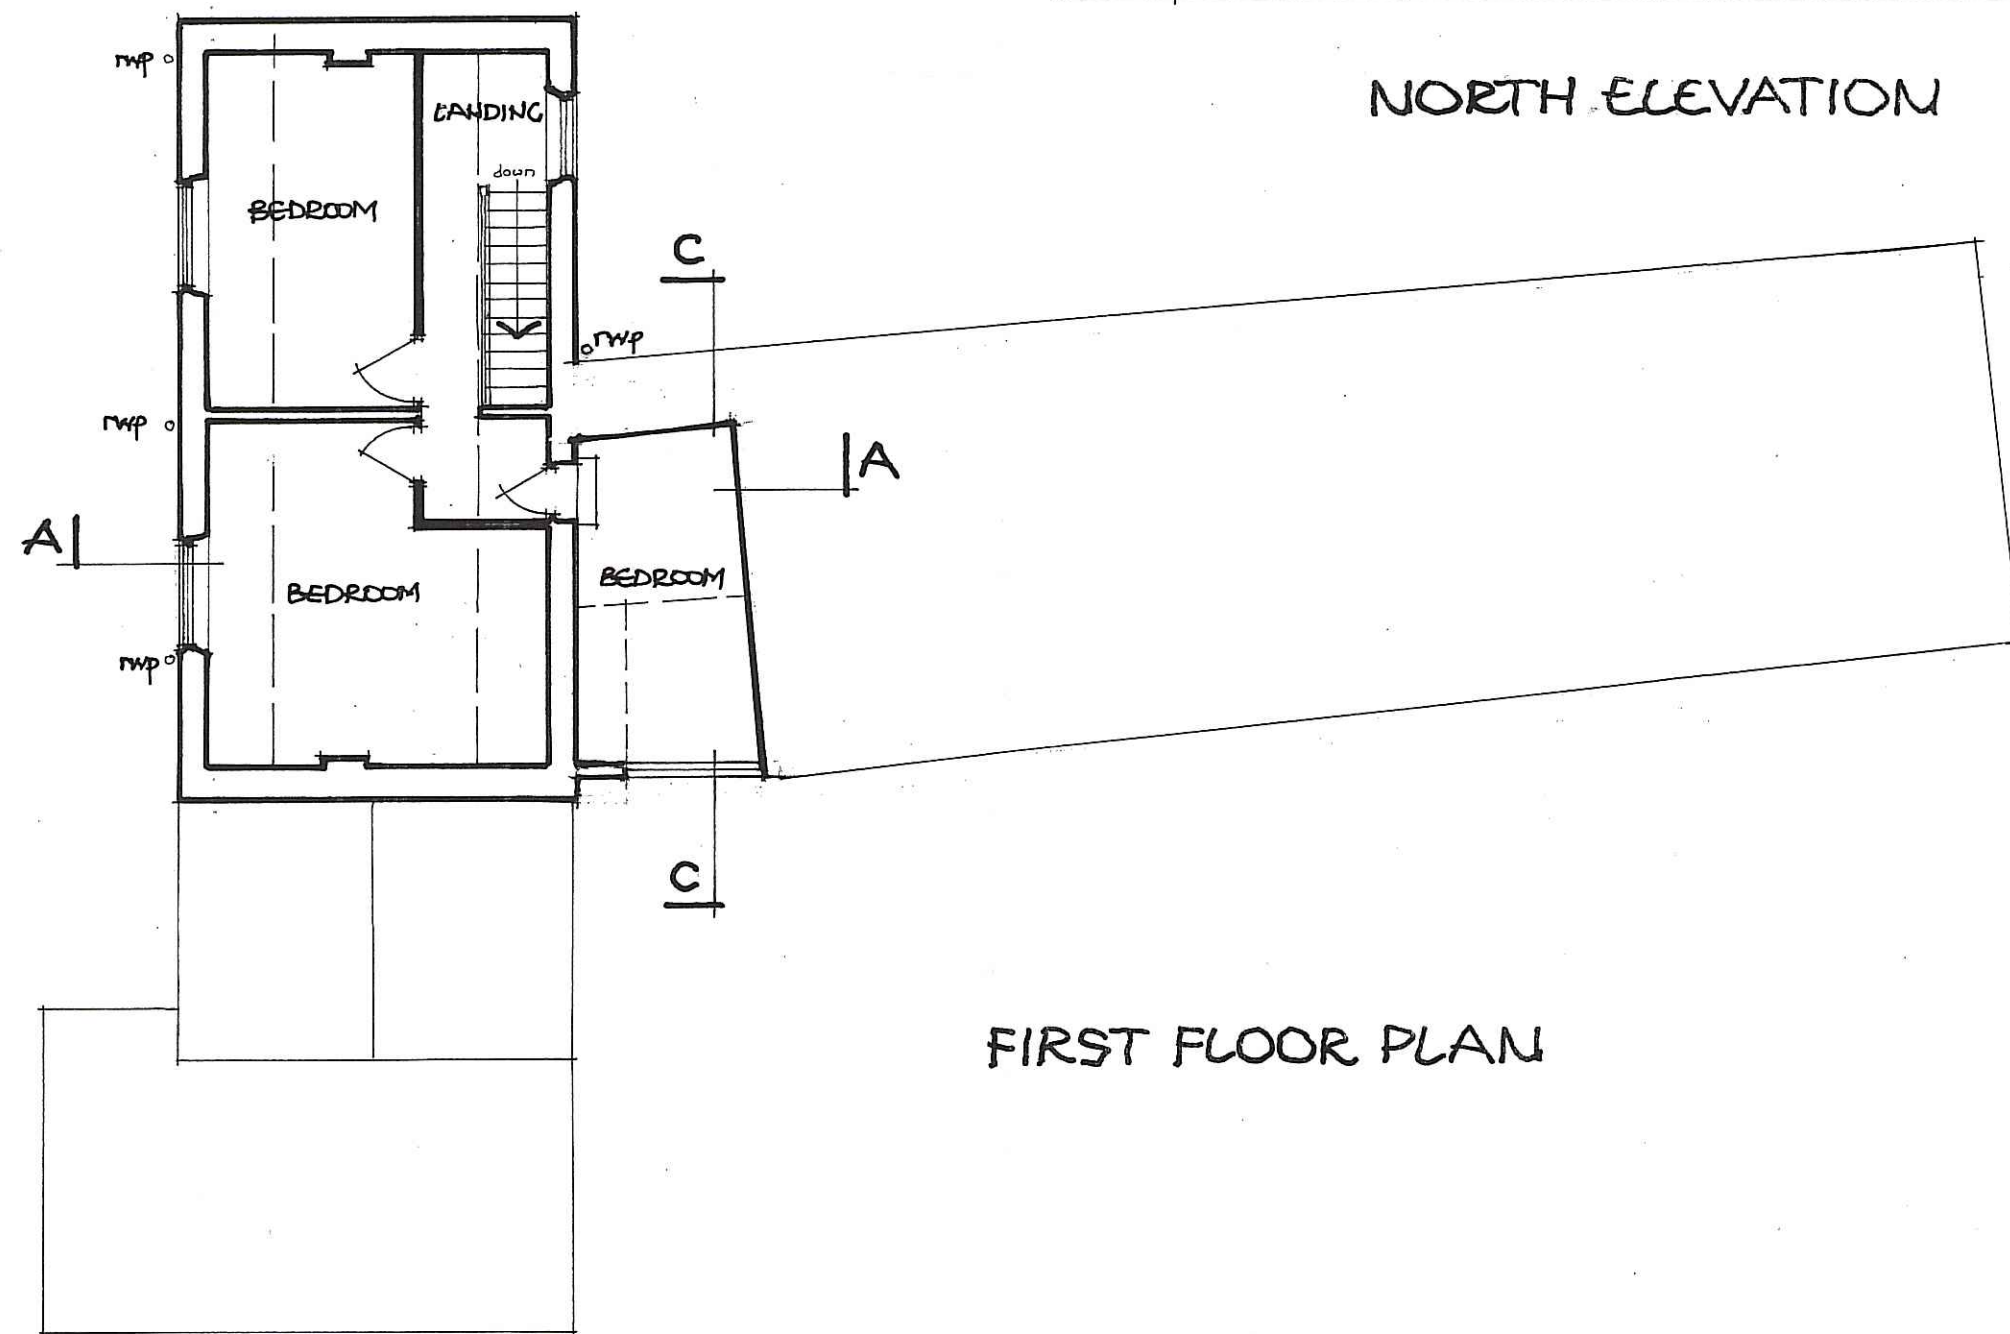 rwp
LANDING
NORTH ELEVATION
down
BEDROOM
C
rwp
rwp
A
A
BEDROOM
BEDROOM
rwp
C
FIRST FLOOR PLAN